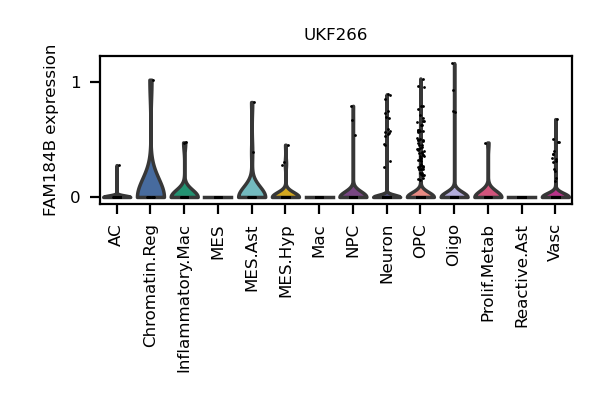 UKF266
FAM184B expression
1
0
AC
Chromatin.Reg
Inflammatory.Mac
MES
MES.Ast
MES.Hyp
Mac
NPC
Neuron
OPC
Oligo
Prolif.Metab
Reactive.Ast
Vasc